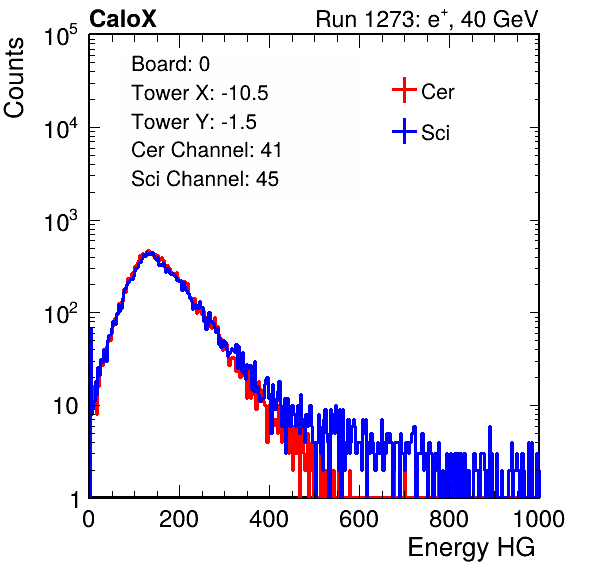 CaloX Run 1273: e⁺, 40 GeV
Counts
Board: 0
Tower X: -10.5
Tower Y: -1.5
Cer Channel: 41
Sci Channel: 45
Cer
Sci
10⁵
10⁴
10³
10²
10
1
0 200 400 600 800 1000
Energy HG